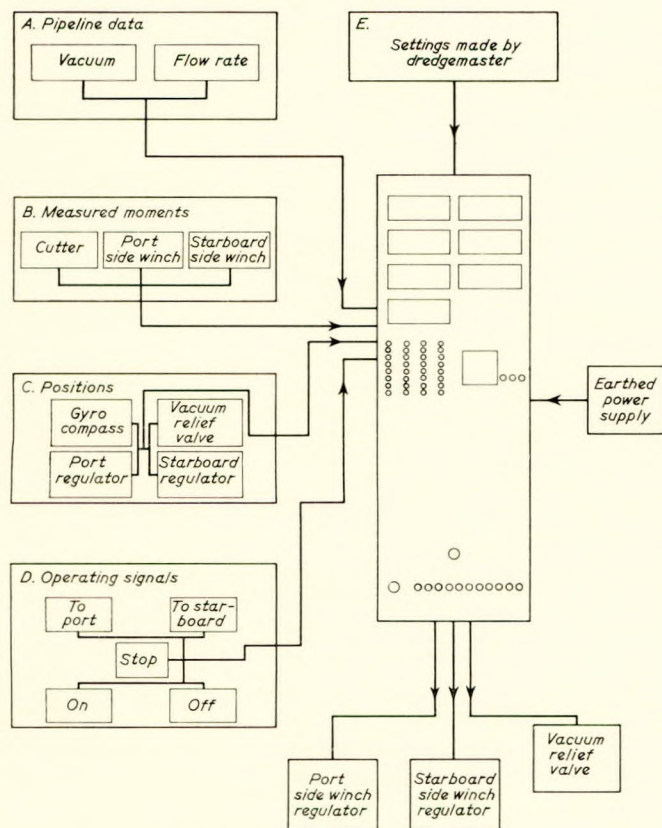 A. Pipeline data
Vacuum
Flow rate
E.
Settings made by
dredgemaster
B. Measured moments
Cutter
Port
side winch
Starboard
side winch
C. Positions
Gyro
compass
Vacuum
relief
valve
Port
regulator
Starboard
regulator
Earthed
power
supply
D. Operating signals
To
port
To star-
board
Stop
On
Off
Port
side winch
regulator
Starboard
side winch
regulator
Vacuum
relief
valve